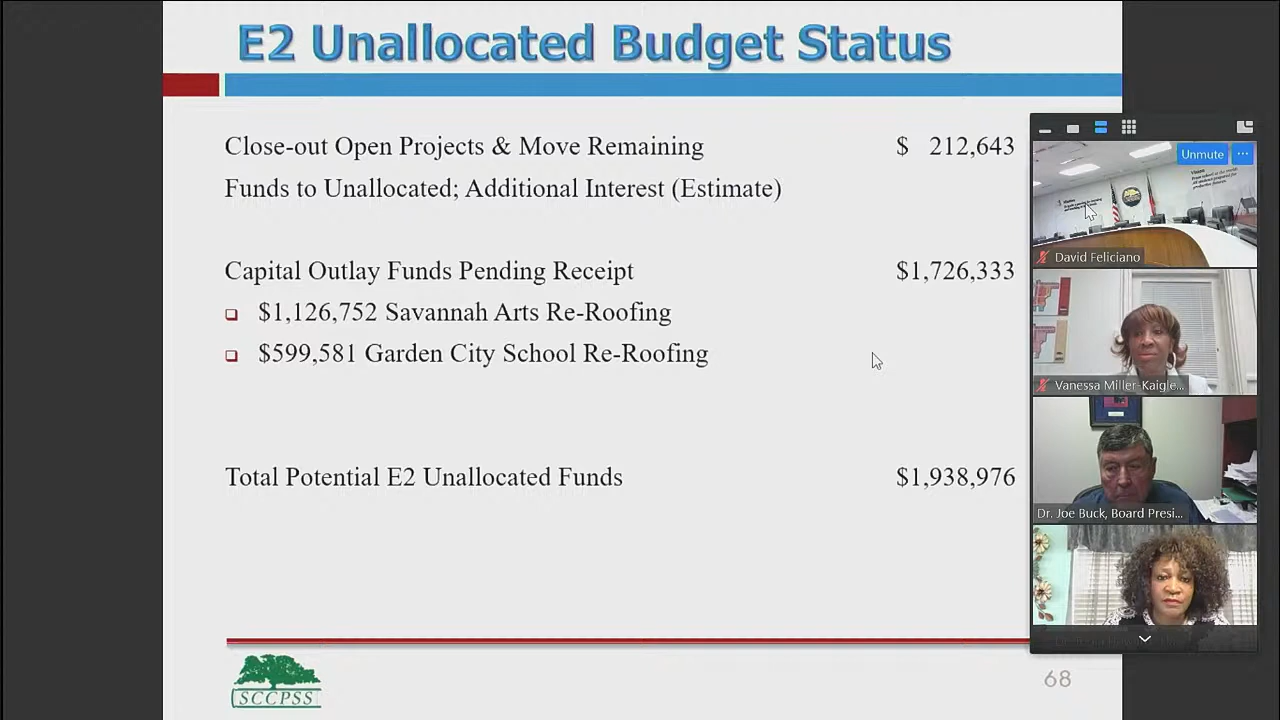 E2 Unallocated Budget Status
Close-out Open Projects & Move Remaining $ 212,643
Funds to Unallocated; Additional Interest (Estimate)
Capital Outlay Funds Pending Receipt $1,726,333
$1,126,752 Savannah Arts Re-Roofing
$599,581 Garden City School Re-Roofing
Total Potential E2 Unallocated Funds $1,938,976
SCCPSS
68
Unmute
Vision
David Feliciano
Vanessa Miller-Kaigle...
Dr. Joe Buck, Board Presi...